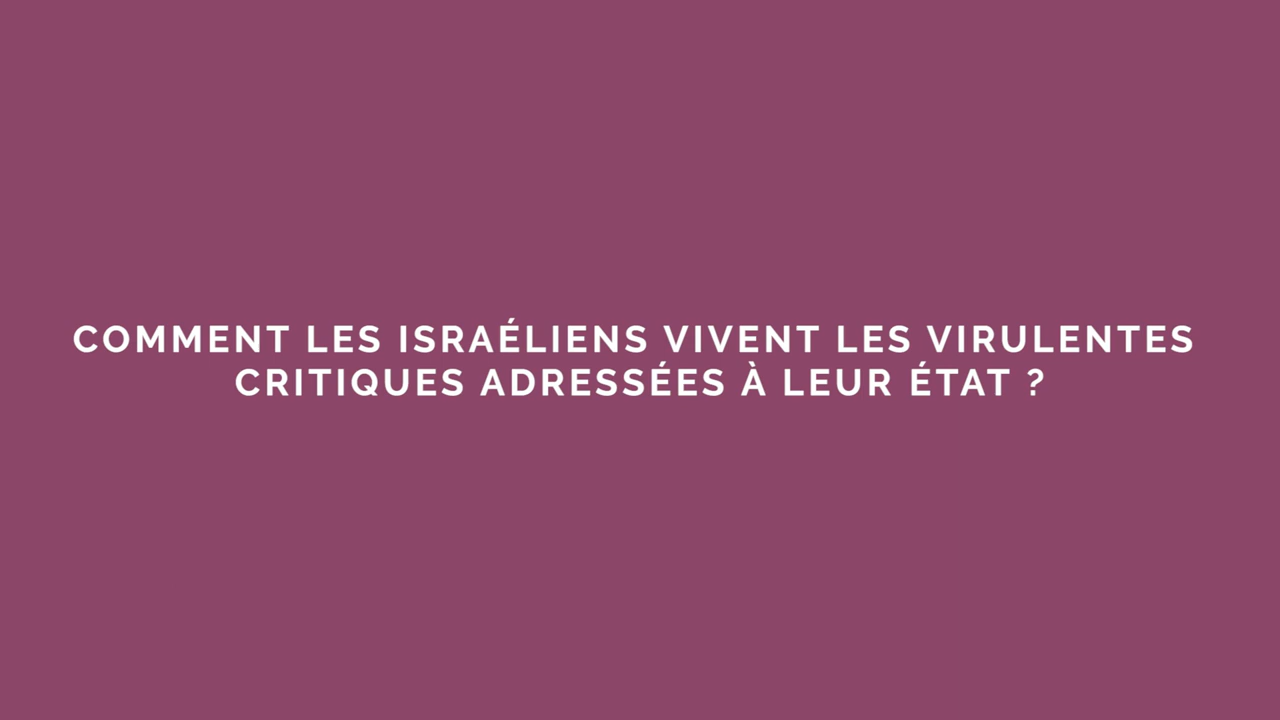 COMMENT LES ISRAÉLIENS VIVENT LES VIRULENTES
CRITIQUES ADRESSÉES À LEUR ÉTAT ?